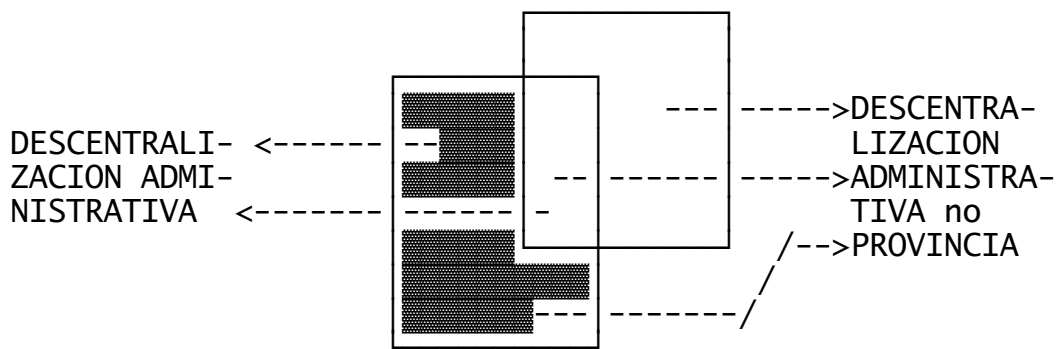 DESCENTRALI-
ZACION ADMI-
NISTRATIVA
DESCENTRA-
LIZACION
ADMINISTRA-
TIVA no
PROVINCIA